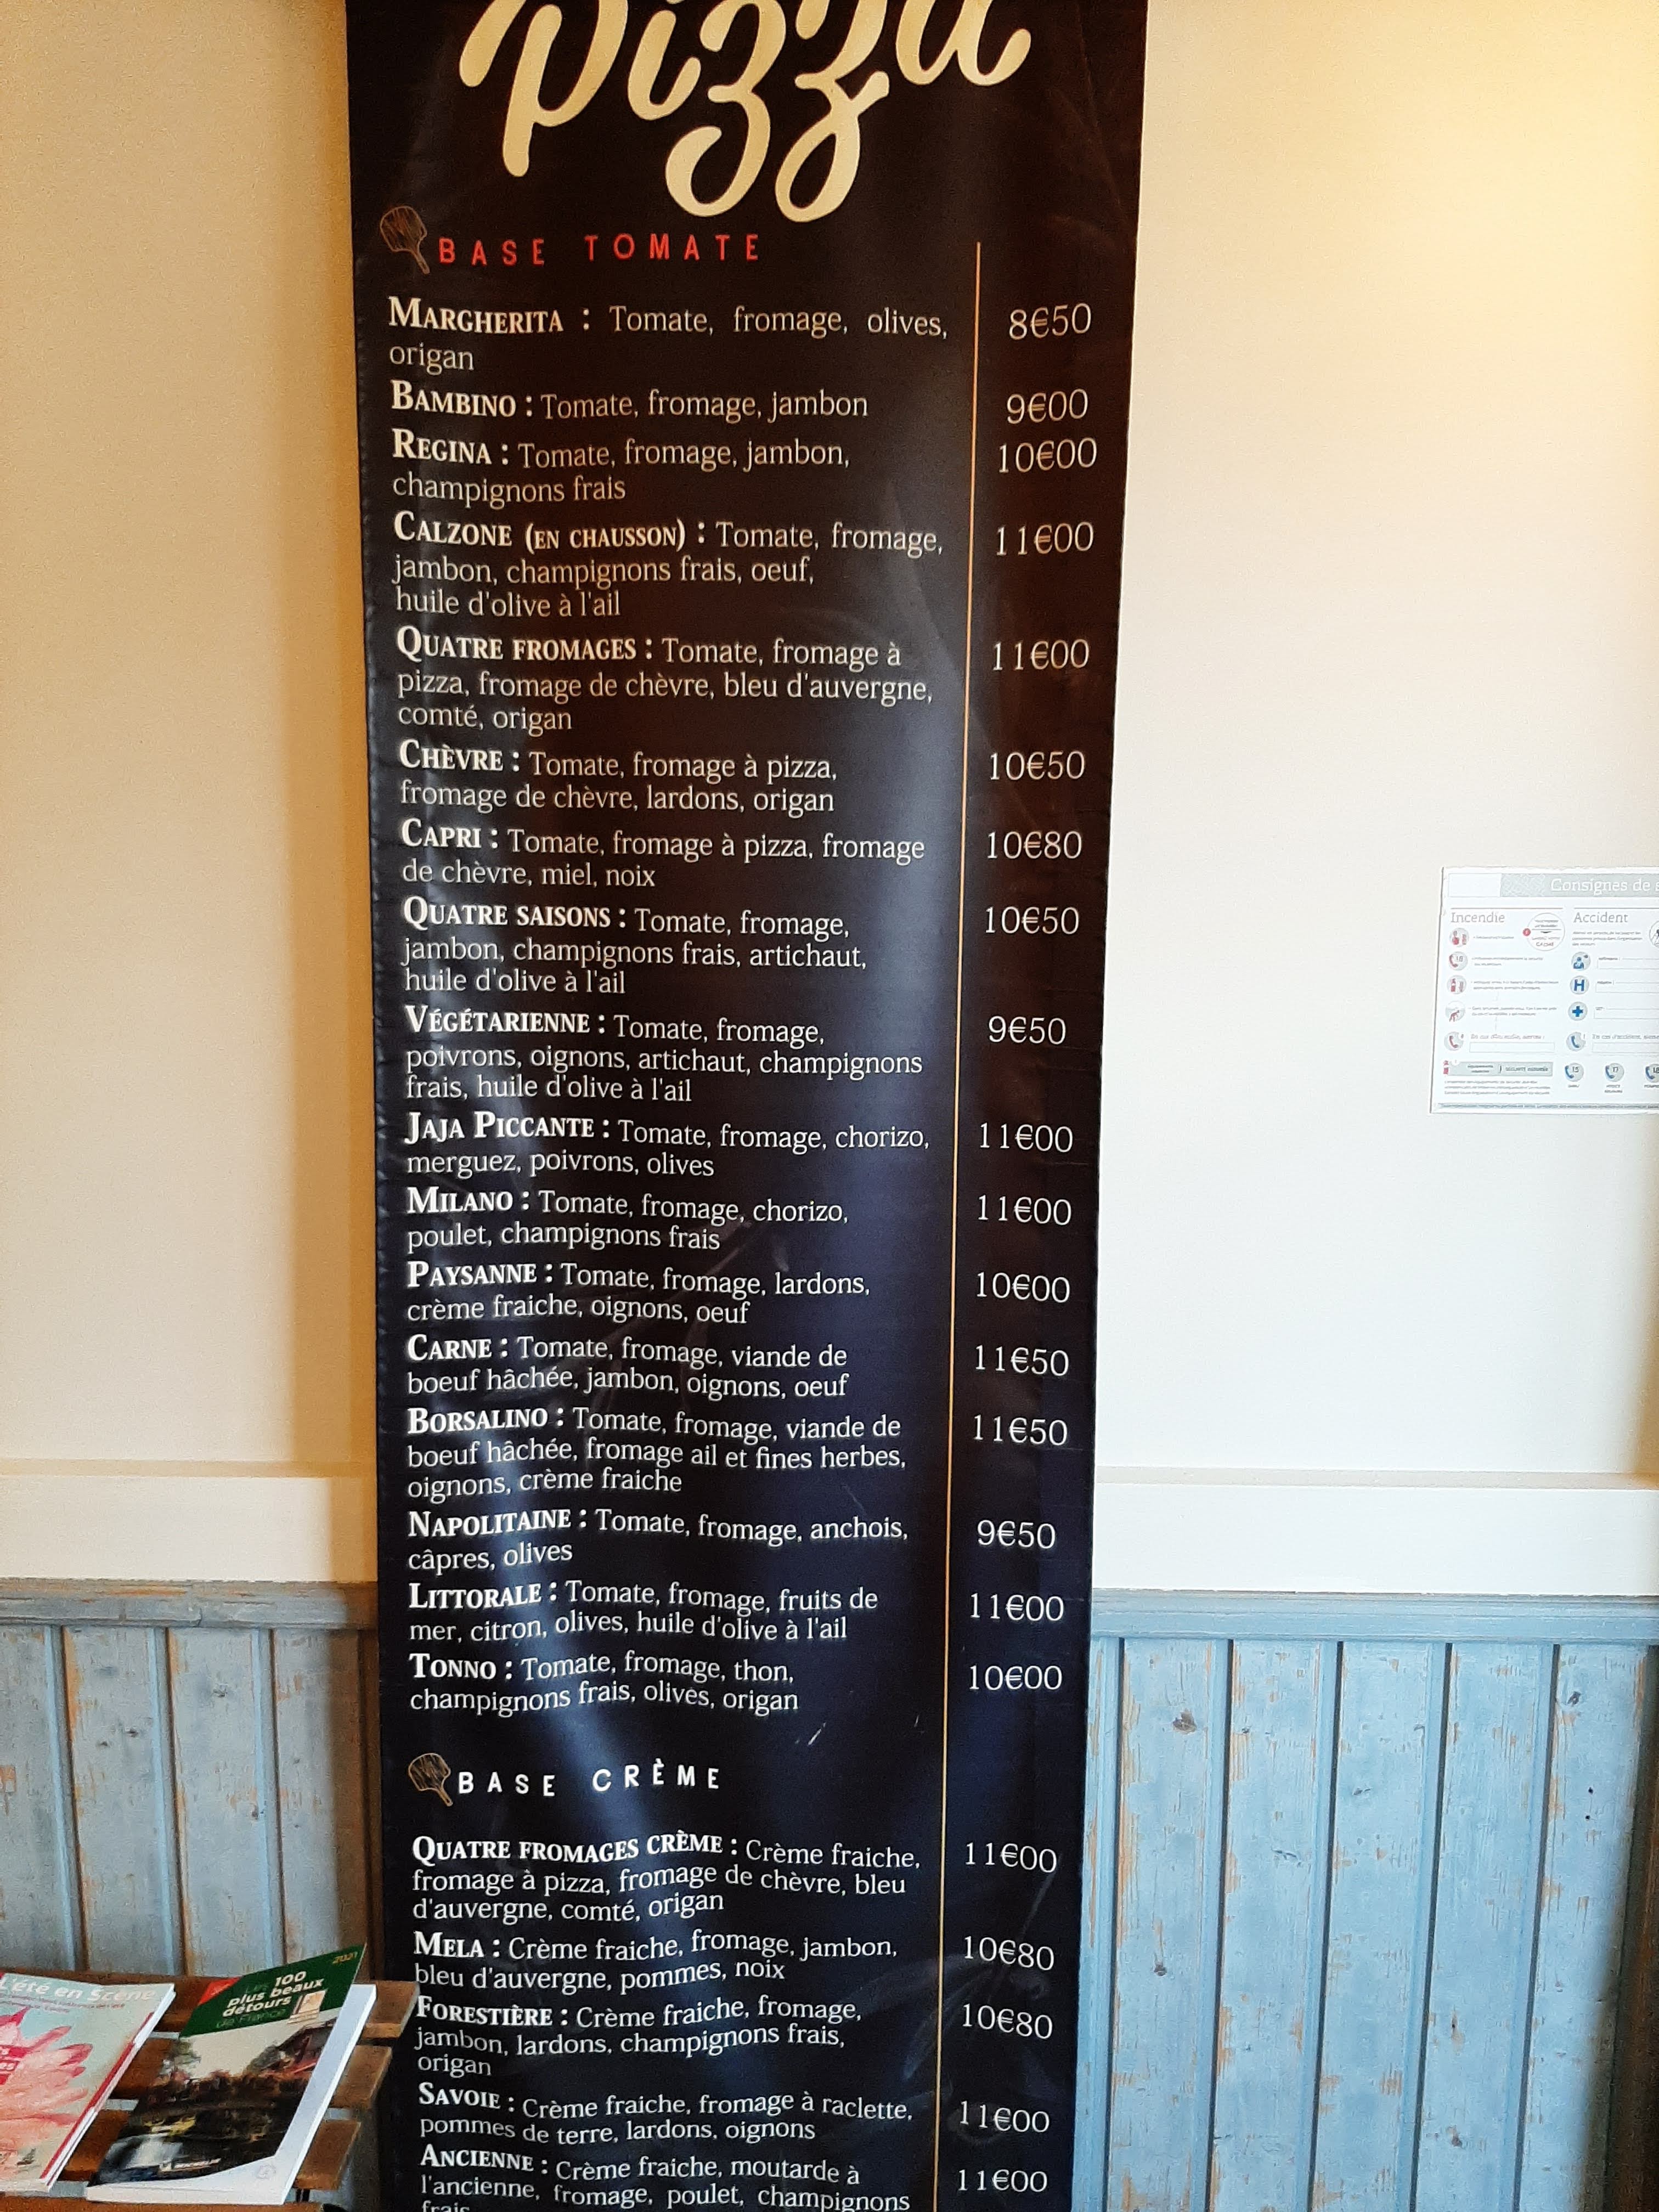 Pizza
BASE TOMATE
MARGHERITA : Tomate, fromage, olives, 8€50
origan
BAMBINO : Tomate, fromage, jambon 9€00
REGINA : Tomate, fromage, jambon, 10€00
champignons frais
CALZONE (EN CHAUSSON) : Tomate, fromage, 11€00
jambon, champignons frais, oeuf,
huile d'olive à l'ail
QUATRE FROMAGES : Tomate, fromage à 11€00
pizza, fromage de chèvre, bleu d'auvergne,
comté, origan
CHÈVRE : Tomate, fromage à pizza, 10€50
fromage de chèvre, lardons, origan
CAPRI : Tomate, fromage à pizza, fromage 10€80
de chèvre, miel, noix
QUATRE SAISONS : Tomate, fromage, 10€50
jambon, champignons frais, artichaut,
huile d'olive à l'ail
VÉGÉTARIENNE : Tomate, fromage, 9€50
poivrons, oignons, artichaut, champignons
frais, huile d'olive à l'ail
JAJA PICCANTE : Tomate, fromage, chorizo, 11€00
merguez, poivrons, olives
MILANO : Tomate, fromage, chorizo, 11€00
poulet, champignons frais
PAYSANNE : Tomate, fromage, lardons, 10€00
crème fraiche, oignons, oeuf
CARNE : Tomate, fromage, viande de 11€50
boeuf hâchée, jambon, oignons, oeuf
BORSALINO : Tomate, fromage, viande de 11€50
boeuf hâchée, fromage ail et fines herbes,
oignons, crème fraiche
NAPOLITAINE : Tomate, fromage, anchois, 9€50
câpres, olives
LITTORALE : Tomate, fromage, fruits de 11€00
mer, citron, olives, huile d'olive à l'ail
TONNO : Tomate, fromage, thon, 10€00
champignons frais, olives, origan
BASE CRÈME
QUATRE FROMAGES CRÈME : Crème fraiche, 11€00
fromage à pizza, fromage de chèvre, bleu
d'auvergne, comté, origan
MELA : Crème fraiche, fromage, jambon, 10€80
bleu d'auvergne, pommes, noix
FORESTIÈRE : Crème fraiche, fromage, 10€80
jambon, lardons, champignons frais,
origan
SAVOIE : Crème fraiche, fromage à raclette, 11€00
pommes de terre, lardons, oignons
ANCIENNE : Crème fraiche, moutarde à 11€00
l'ancienne, fromage, poulet, champignons
frais
Consignes de
Incendie Accident
18
H
15 17 18
L'été en Scène
2021
Les 100
plus beaux
détours
de France
MICHELIN